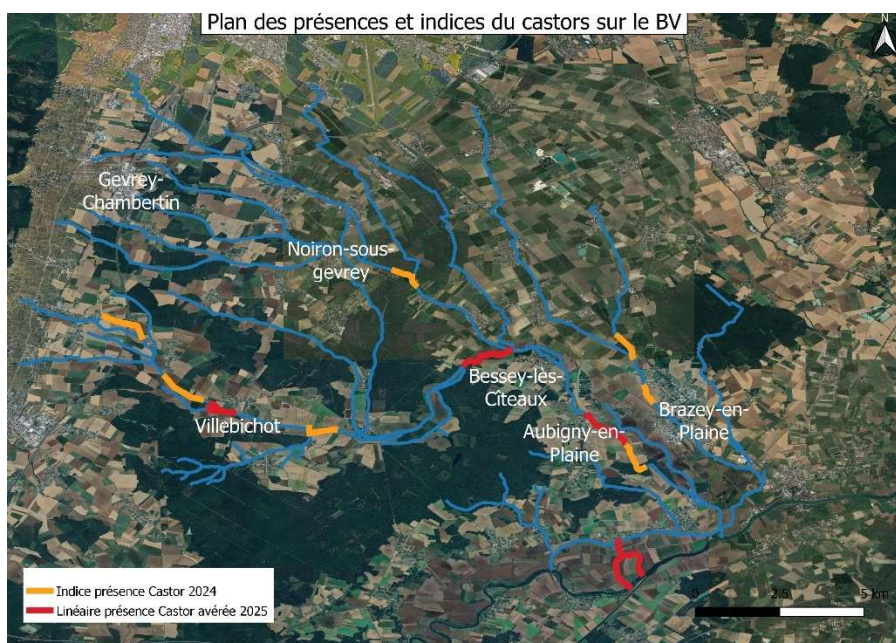 Plan des présences et indices du castors sur le BV
N
Gevrey-
Chambertin
Noiron-sous-
gevrey
Bessey-lès-
Cîteaux
Villebichot
Aubigny-en-
Plaine
Brazey-en-
Plaine
Indice présence Castor 2024
Linéaire présence Castor avérée 2025
0 2.5 5 km